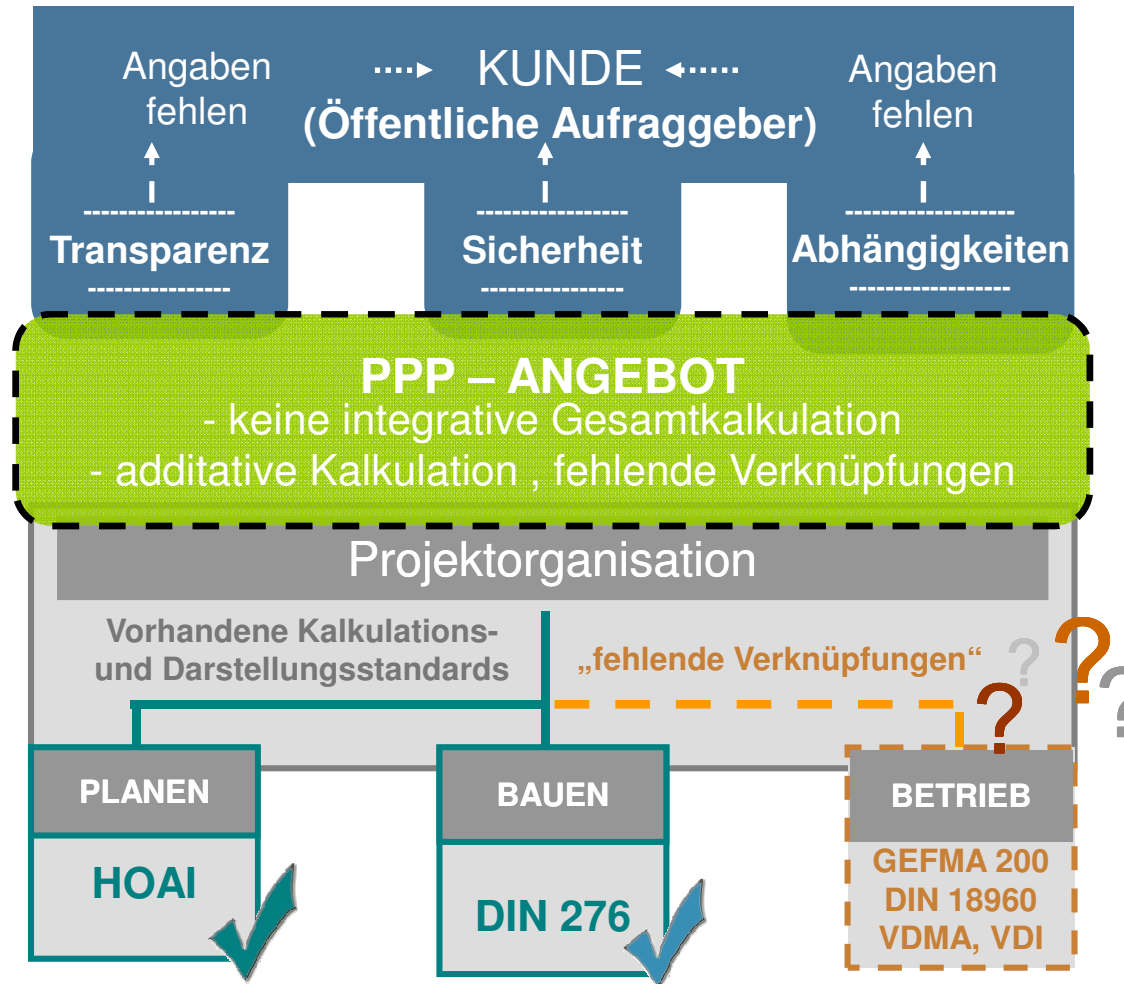 Angaben
fehlen
KUNDE
(Öffentliche Aufraggeber)
Angaben
fehlen
Transparenz
Sicherheit
Abhängigkeiten
PPP – ANGEBOT
- keine integrative Gesamtkalkulation
- additative Kalkulation , fehlende Verknüpfungen
Projektorganisation
Vorhandene Kalkulations-
und Darstellungsstandards
„fehlende Verknüpfungen“
?
?
?
?
PLANEN
HOAI
BAUEN
DIN 276
BETRIEB
GEFMA 200
DIN 18960
VDMA, VDI